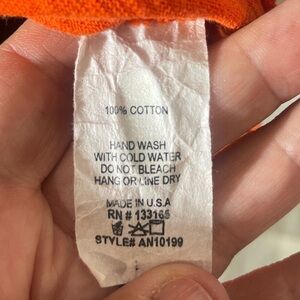 100% COTTON
HAND WASH
WITH COLD WATER
DO NOT BLEACH
HANG OR LINE DRY
MADE IN U.S.A
RN # 133165
STYLE# AN10199